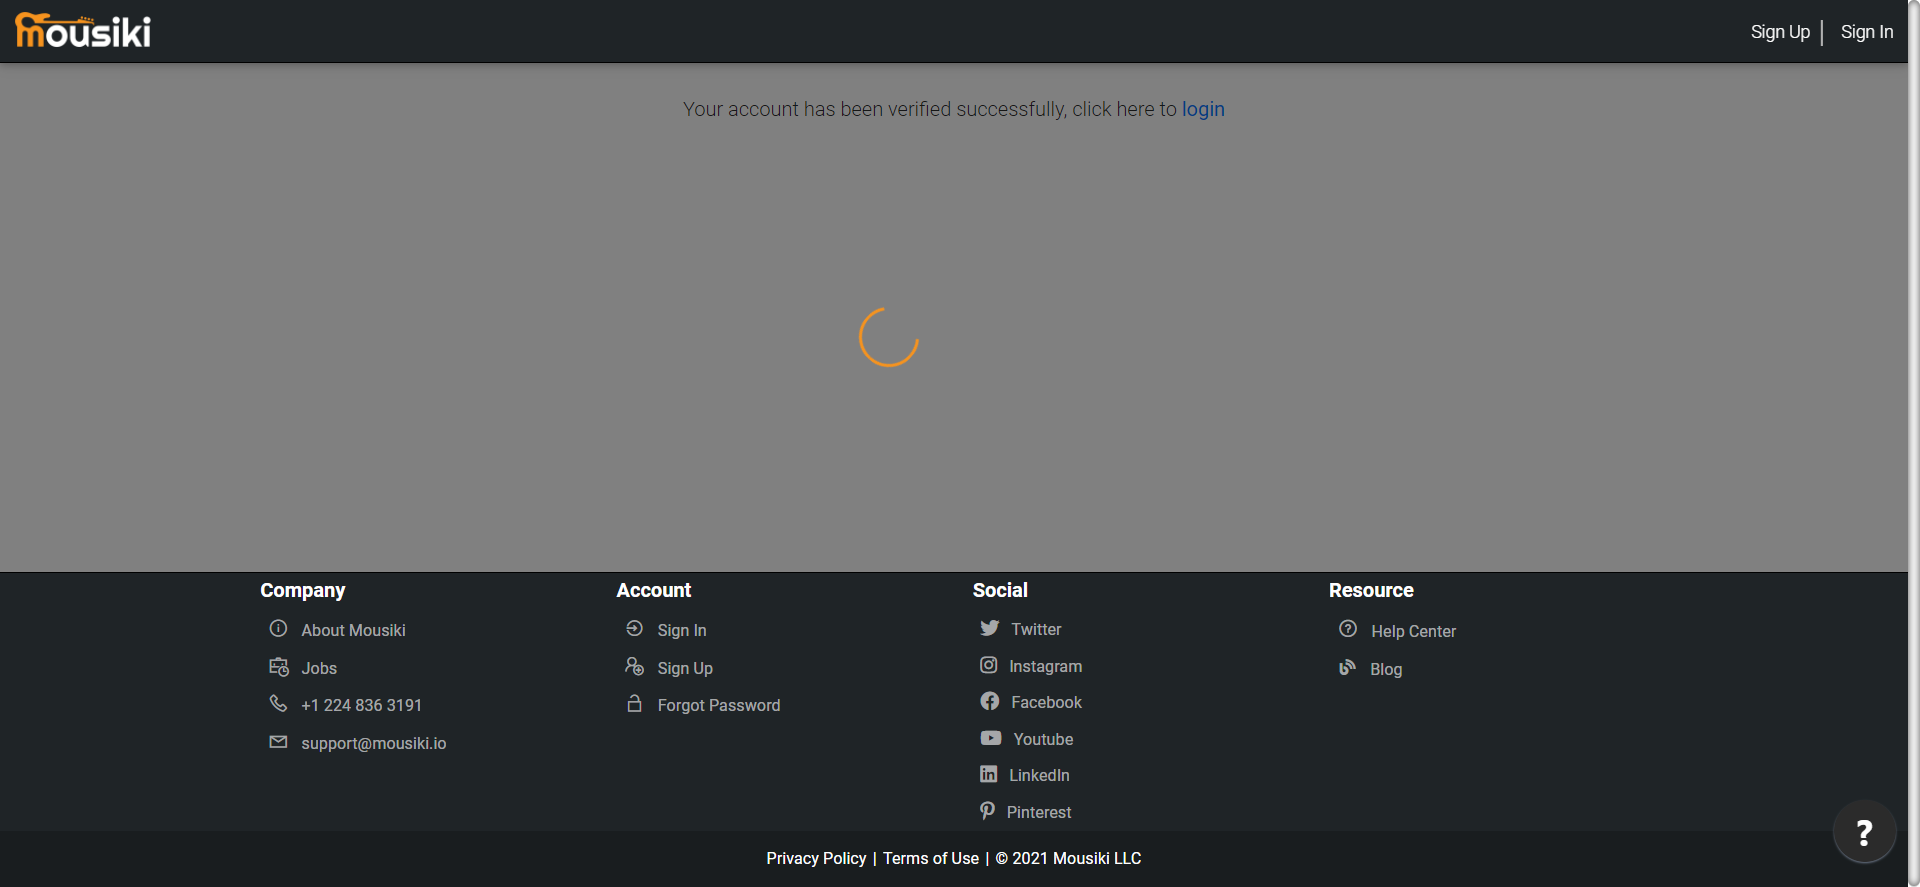 mousiki
Sign Up | Sign In
Your account has been verified successfully, click here to login
Company
About Mousiki
Jobs
+1 224 836 3191
support@mousiki.io
Account
Sign In
Sign Up
Forgot Password
Social
Twitter
Instagram
Facebook
Youtube
LinkedIn
Pinterest
Resource
Help Center
Blog
?
Privacy Policy | Terms of Use | © 2021 Mousiki LLC